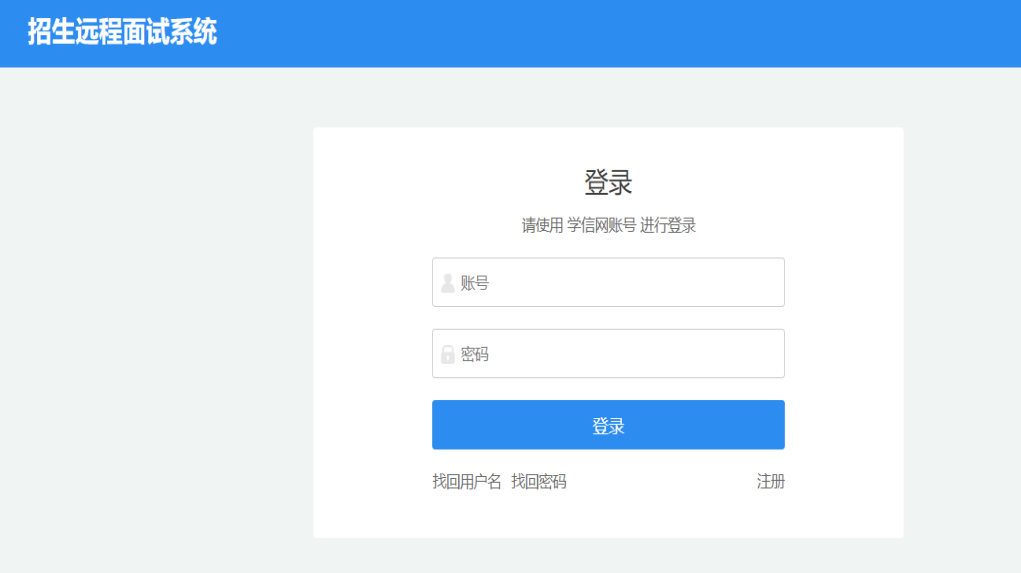 招生远程面试系统
登录
请使用 学信网账号 进行登录
账号
密码
登录
找回用户名 找回密码 注册